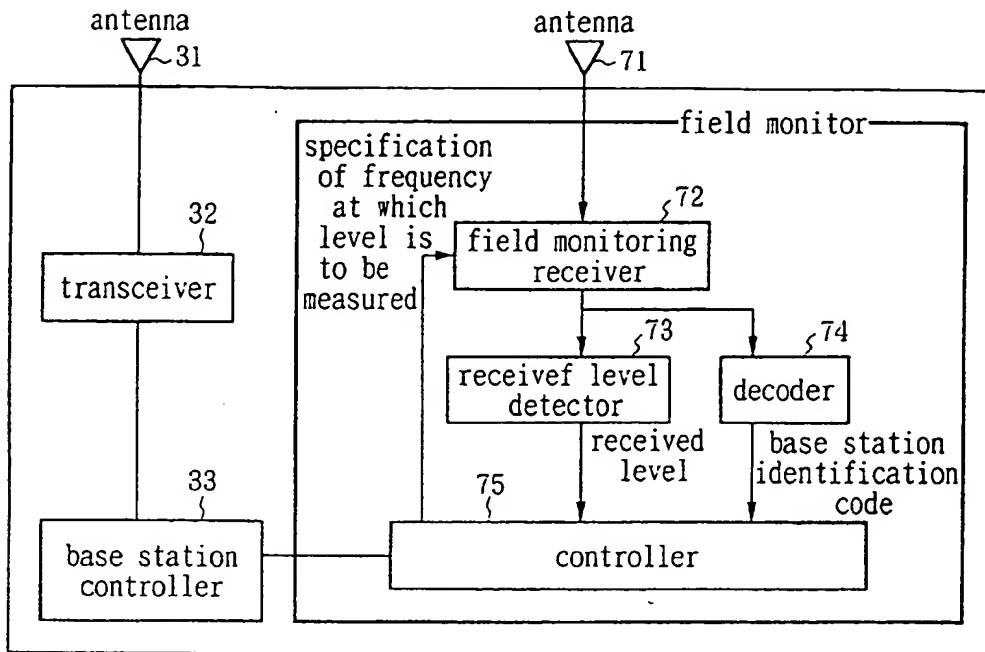 antenna
31
antenna
71
field monitor
specification
of frequency
at which
level is
to be
measured
72
field monitoring
receiver
32
transceiver
73
receivef level
detector
74
decoder
received
level
base station
identification
code
33
base station
controller
75
controller